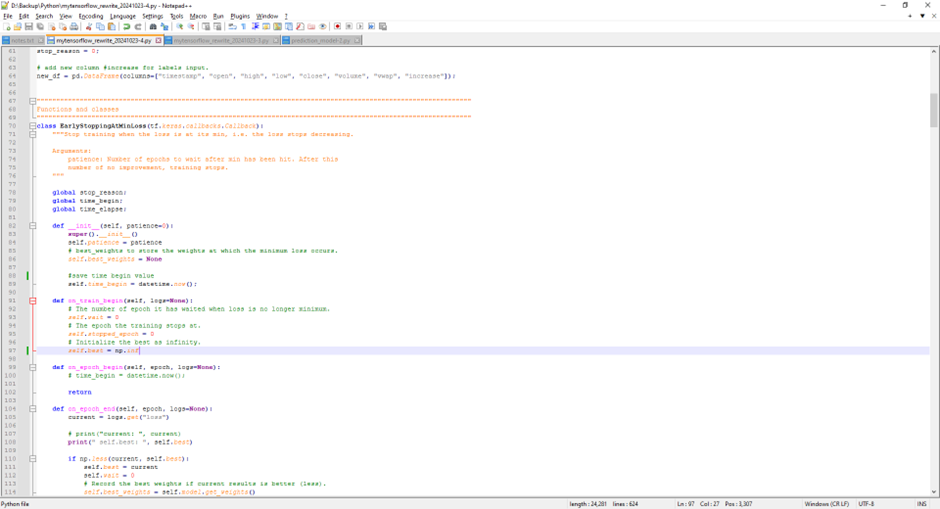 D:\Backup\Python\mytensorflow_rewrite_20241023-4.py - Notepad++
File Edit Search View Encoding Language Settings Tools Macro Run Plugins Window ?
notes.txt mytensorflow_rewrite_20241023-4.py mytensorflow_rewrite_20241023-3.py prediction_model-2.py
61 stop_reason = 0;
62
63 # add new column #increase for labels input.
64 new_df = pd.DataFrame(columns=["timestamp", "open", "high", "low", "close", "volume", "vwap", "increase"]);
65
66
67
68 Functions and classes
69
70 class EarlyStoppingAtMinLoss(tf.keras.callbacks.Callback):
71 """Stop training when the loss is at its min, i.e. the loss stops decreasing.
72
73 Arguments:
74 patience: Number of epochs to wait after min has been hit. After this
75 number of no improvement, training stops.
76 """
77
78 global stop_reason;
79 global time_begin;
80 global time_elapse;
81
82 def __init__(self, patience=0):
83 super().__init__()
84 self.patience = patience
85 # best_weights to store the weights at which the minimum loss occurs.
86 self.best_weights = None
87
88 #save time begin value
89 self.time_begin = datetime.now();
90
91 def on_train_begin(self, logs=None):
92 # The number of epoch it has waited when loss is no longer minimum.
93 self.wait = 0
94 # The epoch the training stops at.
95 self.stopped_epoch = 0
96 # Initialize the best as infinity.
97 self.best = np.inf
98
99 def on_epoch_begin(self, epoch, logs=None):
100 # time_begin = datetime.now();
101
102 return
103
104 def on_epoch_end(self, epoch, logs=None):
105 current = logs.get("loss")
106
107 # print("current: ", current)
108 print(" self.best: ", self.best)
109
110 if np.less(current, self.best):
111 self.best = current
112 self.wait = 0
113 # Record the best weights if current results is better (less).
114 self.best_weights = self.model.get_weights()
Python file length : 24,281 lines : 624 Ln : 97 Col : 27 Pos : 3,307 Windows (CR LF) UTF-8 INS